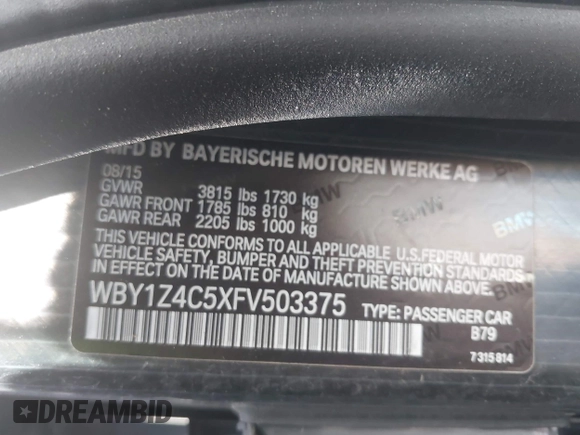 MFD BY BAYERISCHE MOTOREN WERKE AG
08/15
GVWR 3815 lbs 1730 kg
GAWR FRONT 1785 lbs 810 kg
GAWR REAR 2205 lbs 1000 kg
THIS VEHICLE CONFORMS TO ALL APPLICABLE U.S.FEDERAL MOTOR
VEHICLE SAFETY, BUMPER AND THEFT PREVENTION STANDARDS
IN EFFECT ON THE DATE OF MANUFACTURE SHOWN ABOVE.
WBY1Z4C5XFV503375 TYPE: PASSENGER CAR
B79
7315814
DREAMBID